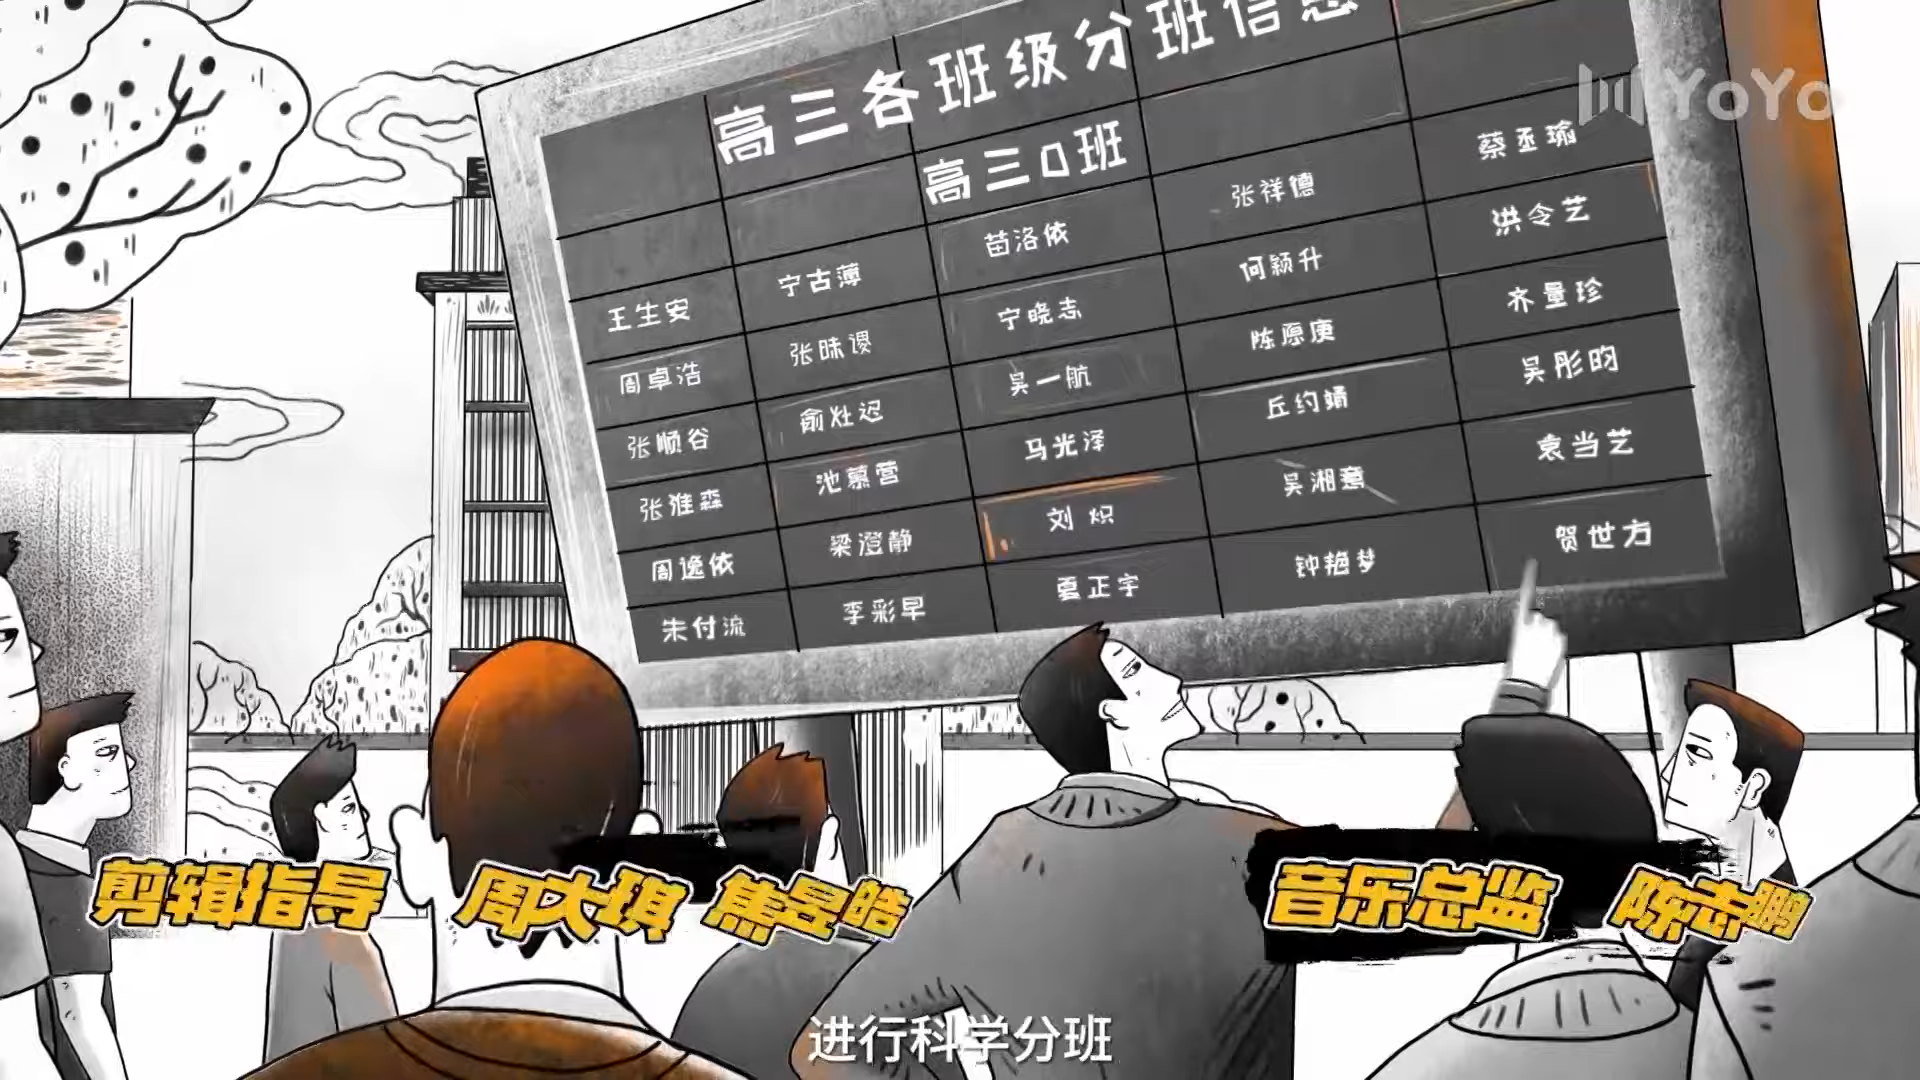 高三各班级分班信息
YOYO
高三0班
王生安 宁古薄 苗洛依 张祥德 蔡丞瑜
周卓浩 张昧谡 宁晓志 何颖升 洪令艺
张顺谷 俞灶迟 吴一航 陈愿庚 齐量珍
张淮森 池慕营 马光泽 丘约婧 吴彤昀
周逸依 梁澄静 刘炽 吴湘薏 袁当艺
朱付流 李彩早 夏正宇 钟艳梦 贺世方
剪辑指导 周大琪 焦昱皓 音乐总监 陈志鹏
进行科学分班